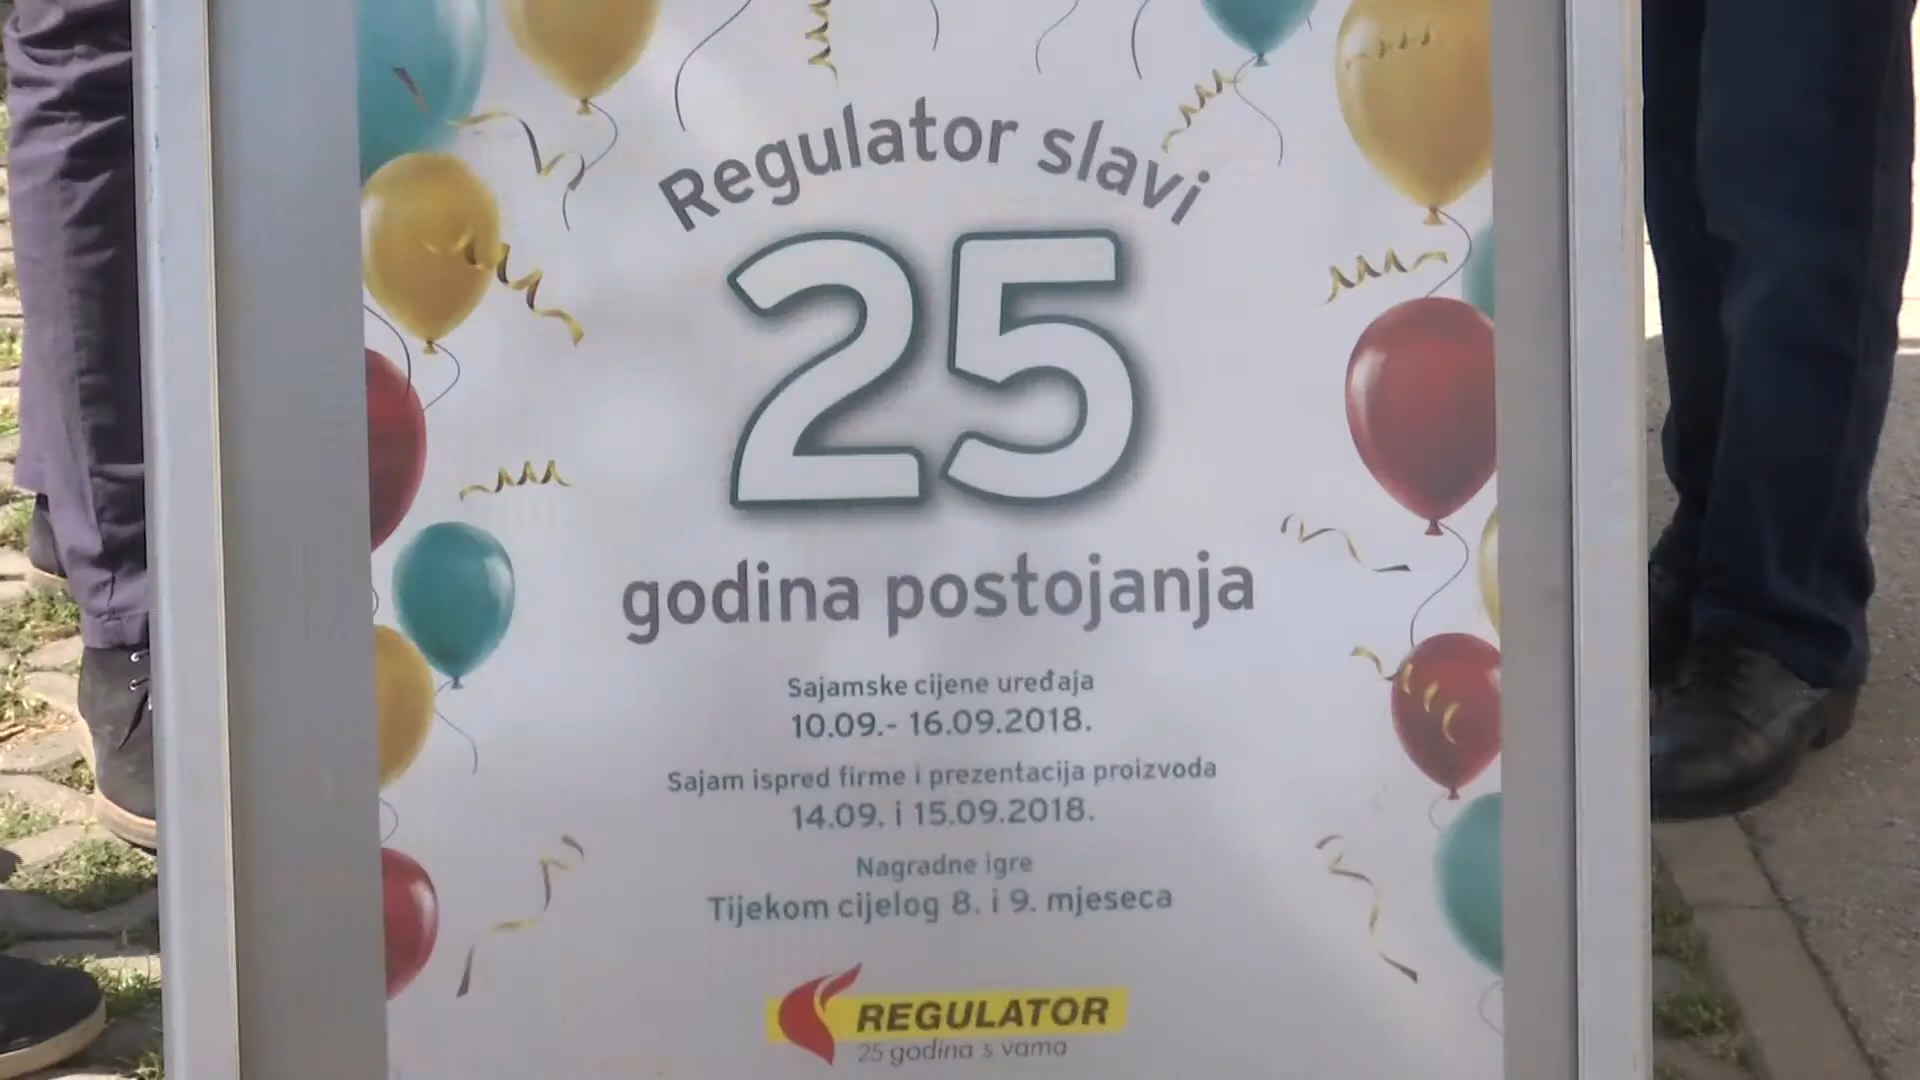 Regulator slavi
25
godina postojanja
Sajamske cijene uređaja
10.09.- 16.09.2018.
Sajam ispred firme i prezentacija proizvoda
14.09. i 15.09.2018.
Nagradne igre
Tijekom cijelog 8. i 9. mjeseca
REGULATOR
25 godina s vama